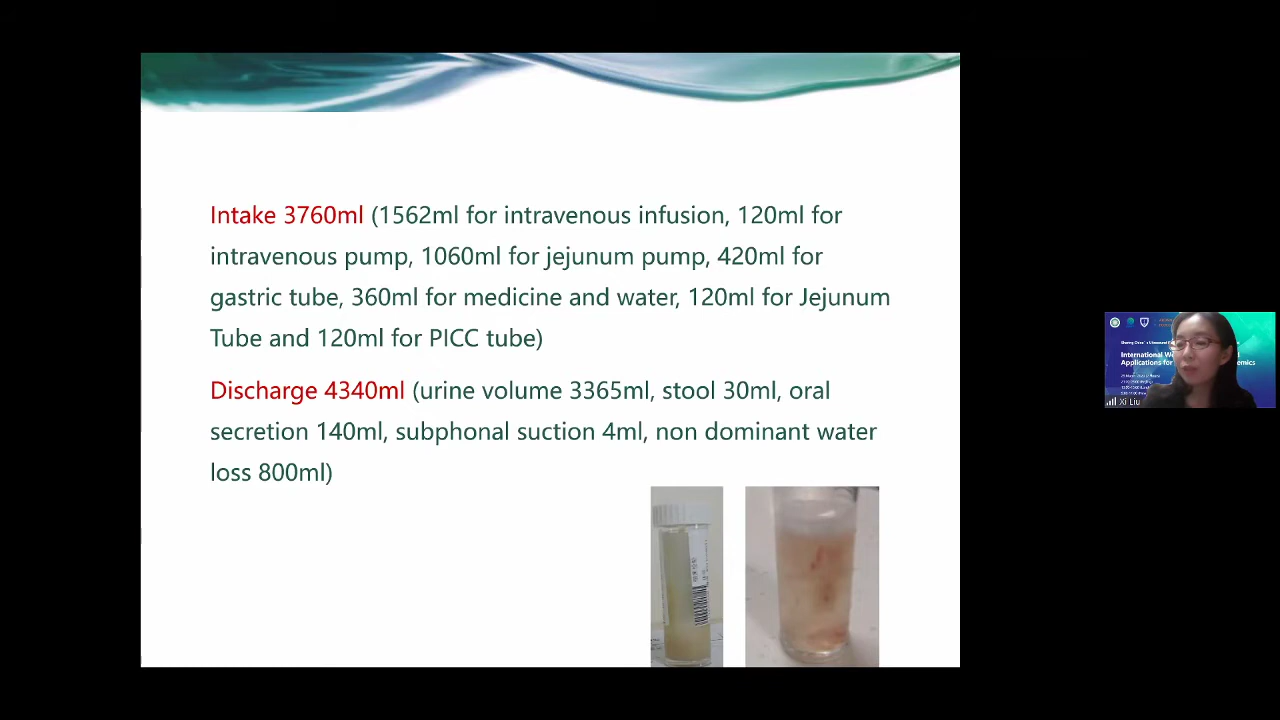 Intake 3760ml (1562ml for intravenous infusion, 120ml for
intravenous pump, 1060ml for jejunum pump, 420ml for
gastric tube, 360ml for medicine and water, 120ml for Jejunum
Tube and 120ml for PICC tube)
Discharge 4340ml (urine volume 3365ml, stool 30ml, oral
secretion 140ml, subphonal suction 4ml, non dominant water
loss 800ml)
International
Applications for
Xi Liu